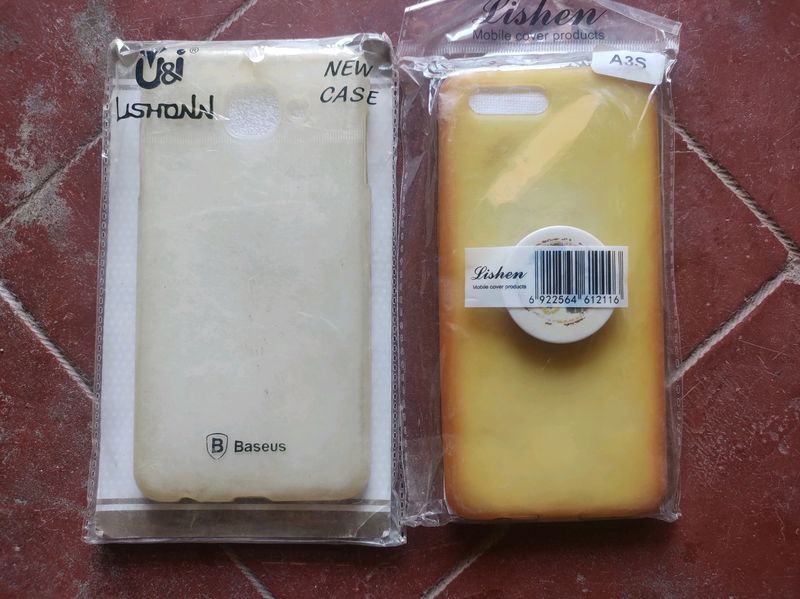 U&i®
LISHONN
NEW
CASE
B Baseus
Lishen
Mobile cover products
A3S
Lishen
Mobile cover products
6 922564 612116